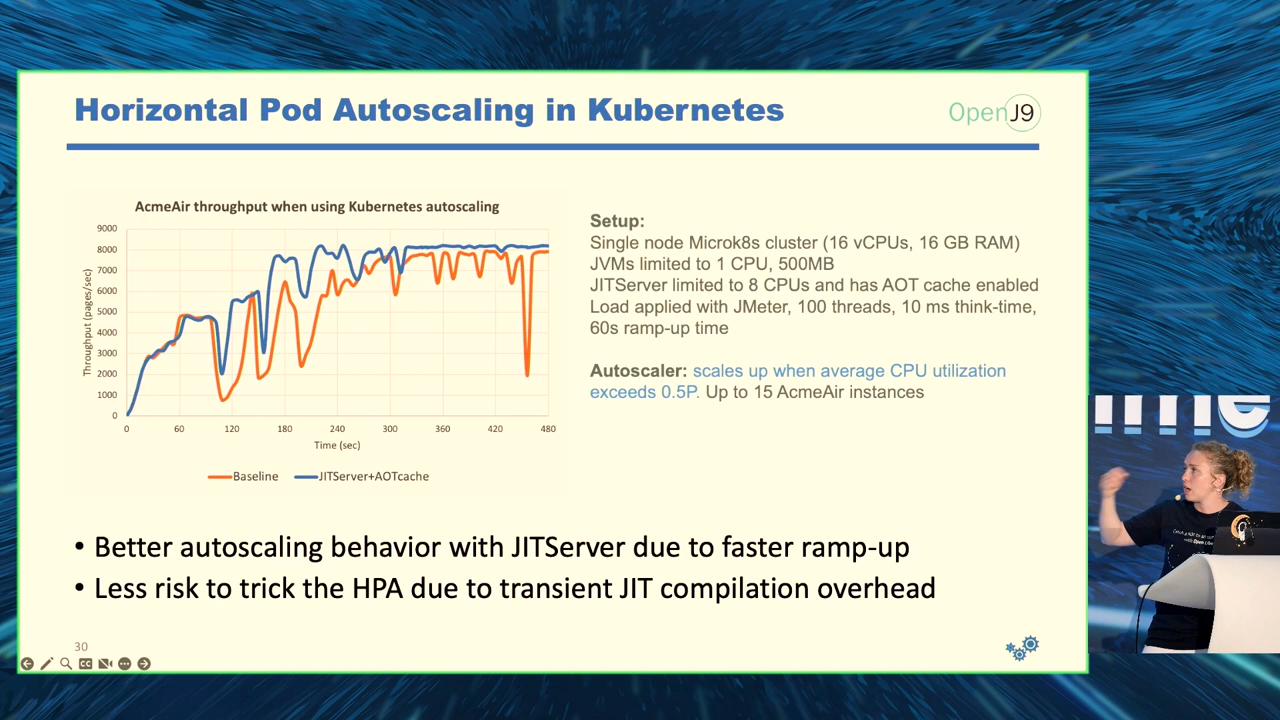 Horizontal Pod Autoscaling in Kubernetes
OpenJ9
AcmeAir throughput when using Kubernetes autoscaling
Throughput (pages/sec)
9000
8000
7000
6000
5000
4000
3000
2000
1000
0
0 60 120 180 240 300 360 420 480
Time (sec)
Baseline JITServer+AOTcache
Setup:
Single node Microk8s cluster (16 vCPUs, 16 GB RAM)
JVMs limited to 1 CPU, 500MB
JITServer limited to 8 CPUs and has AOT cache enabled
Load applied with JMeter, 100 threads, 10 ms think-time,
60s ramp-up time
Autoscaler: scales up when average CPU utilization
exceeds 0.5P. Up to 15 AcmeAir instances
• Better autoscaling behavior with JITServer due to faster ramp-up
• Less risk to trick the HPA due to transient JIT compilation overhead
30
CC